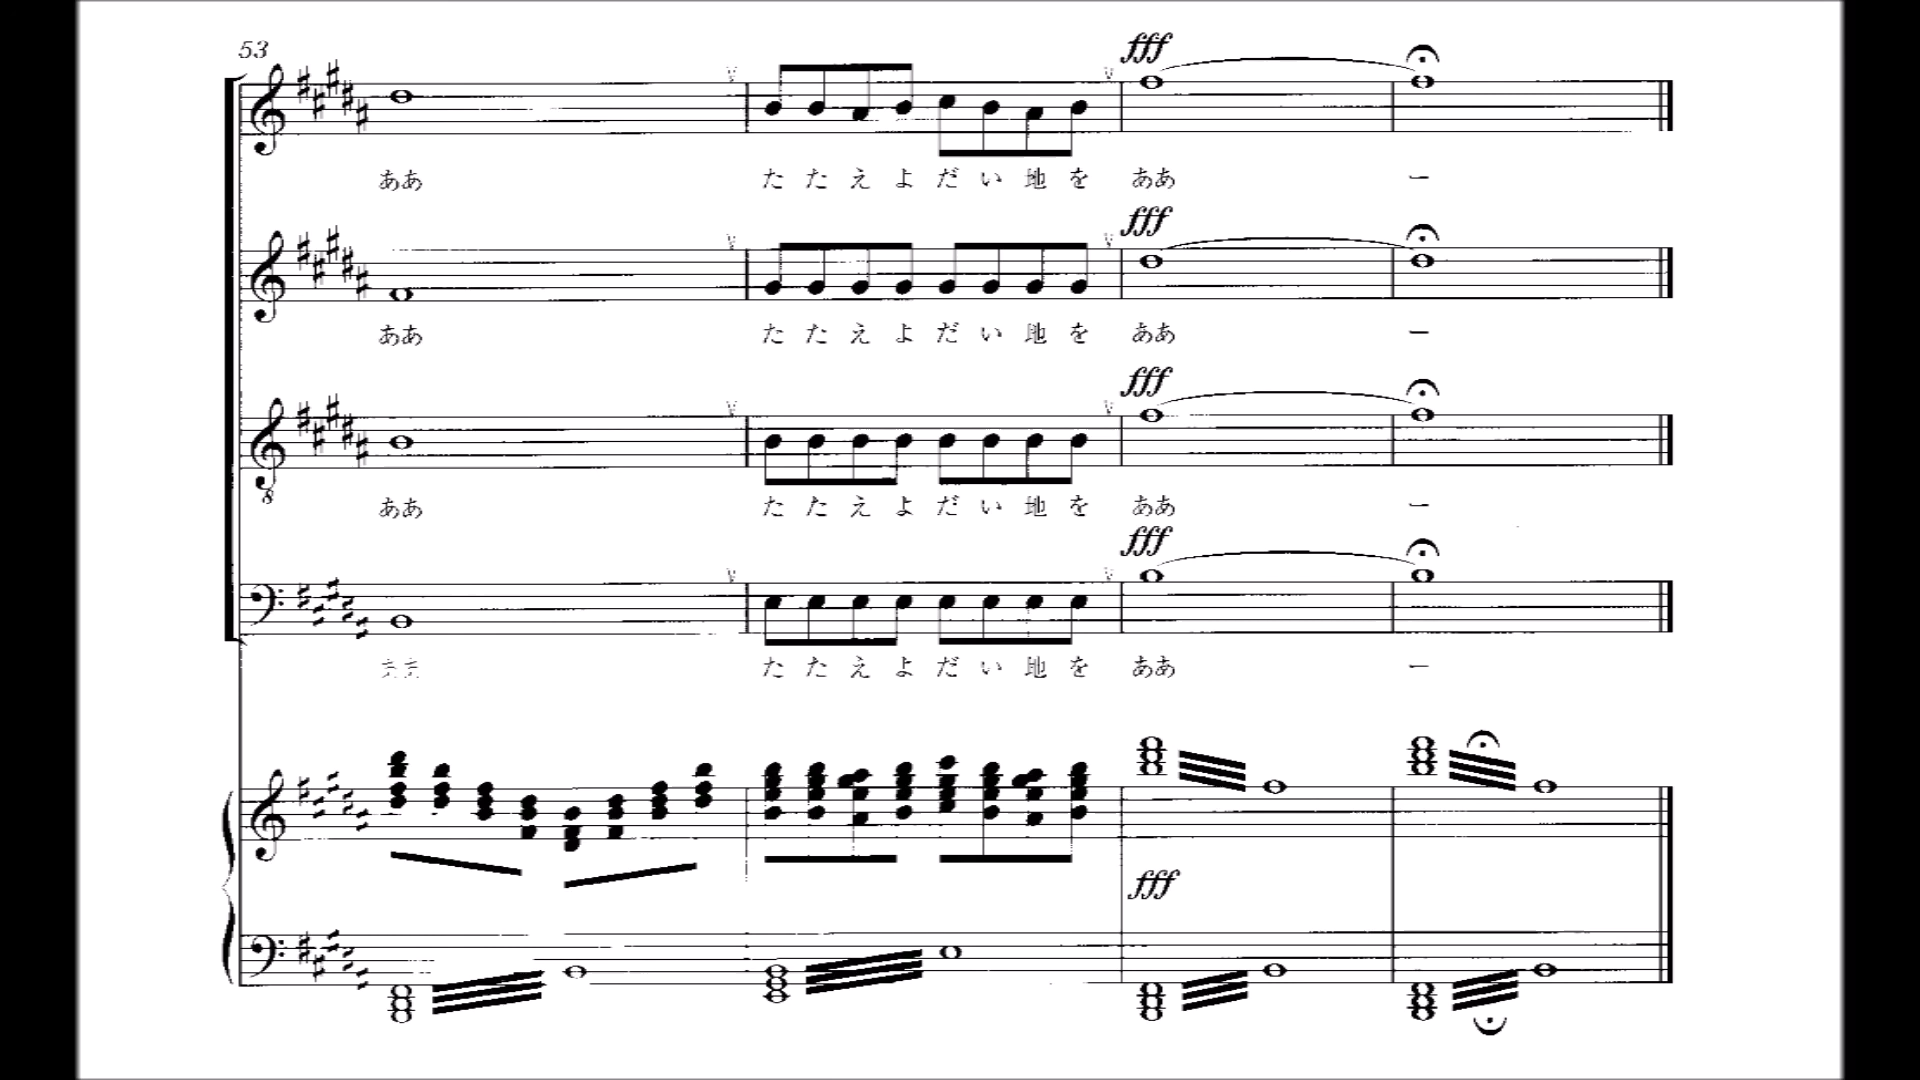 53
fff
ああ た た え よ だ い 地 を ああ ー
fff
ああ た た え よ だ い 地 を ああ ー
fff
8
ああ た た え よ だ い 地 を ああ ー
fff
た た え よ だ い 地 を ああ ー
fff